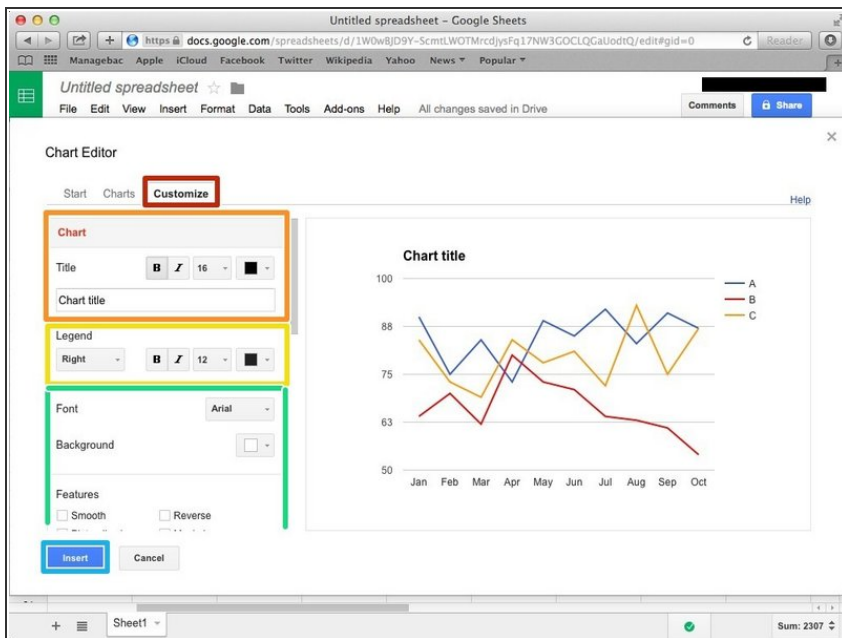 Untitled spreadsheet – Google Sheets
https docs.google.com/spreadsheets/d/1W0wBJD9Y-ScmtLWOTMrcdjysFq17NW3GOCLQGaUodtQ/edit#gid=0 Reader
Managebac Apple iCloud Facebook Twitter Wikipedia Yahoo News Popular
Untitled spreadsheet
File Edit View Insert Format Data Tools Add-ons Help All changes saved in Drive Comments Share
Chart Editor
Start Charts Customize
Help
Chart
Title B I 16
Chart title
Legend
Right B I 12
Font Arial
Background
Features
Smooth Reverse
Insert Cancel
Chart title
100
88
75
63
50
Jan Feb Mar Apr May Jun Jul Aug Sep Oct
A
B
C
Sheet1 Sum: 2307